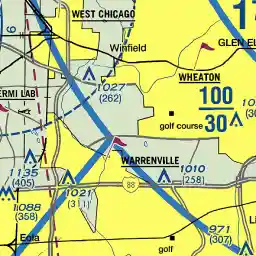 WEST CHICAGO
Winfield
GLEN EL
WHEATON
1027
(262)
ERMI LAB
100
30
golf course
WARRENVILLE
1135
(405)
1010
(258)
1021
88
1088
(358)
971
(307)
Eola
golf